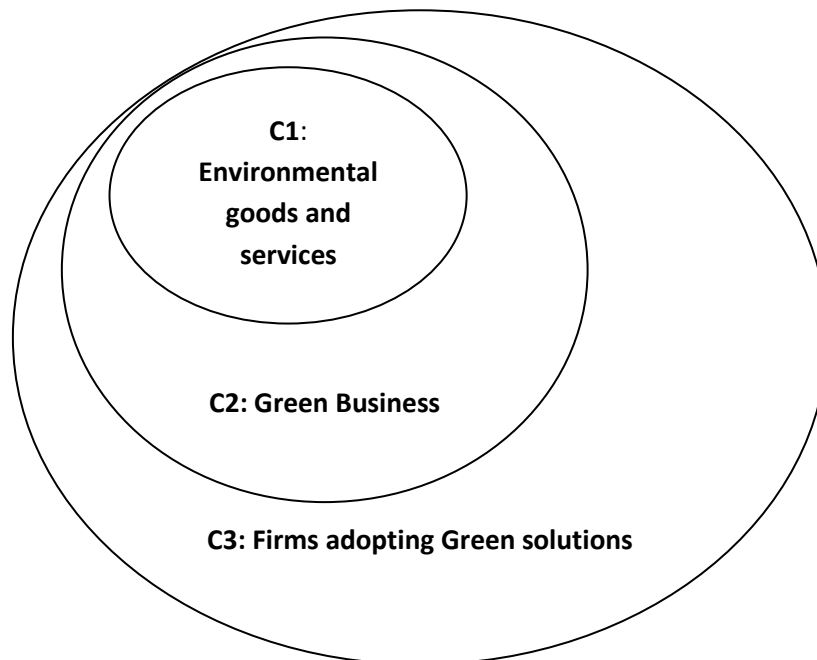 C1:
Environmental
goods and
services
C2: Green Business
C3: Firms adopting Green solutions